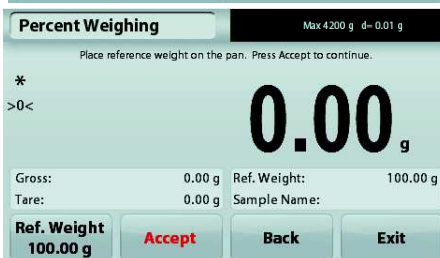 Percent Weighing
Max 4200 g d= 0.01 g
Place reference weight on the pan. Press Accept to continue.
*
>0<
0.00 g
Gross: 0.00 g Ref. Weight: 100.00 g
Tare: 0.00 g Sample Name:
Ref. Weight
100.00 g
Accept
Back
Exit